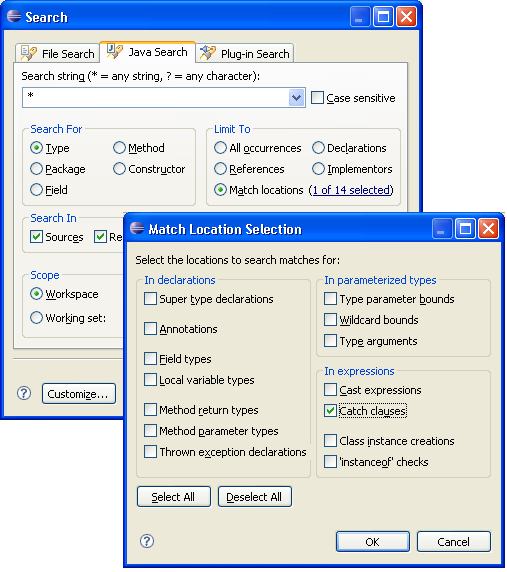 Search
File Search Java Search Plug-in Search
Search string (* = any string, ? = any character):
* Case sensitive
Search For Limit To
Type Method All occurrences Declarations
Package Constructor References Implementors
Field Match locations (1 of 14 selected)
Search In
Sources Re
Scope
Workspace
Working set:
Customize...
Match Location Selection
Select the locations to search matches for:
In declarations
Super type declarations
Annotations
Field types
Local variable types
Method return types
Method parameter types
Thrown exception declarations
In parameterized types
Type parameter bounds
Wildcard bounds
Type arguments
In expressions
Cast expressions
Catch clauses
Class instance creations
'instanceof' checks
Select All Deselect All
OK Cancel